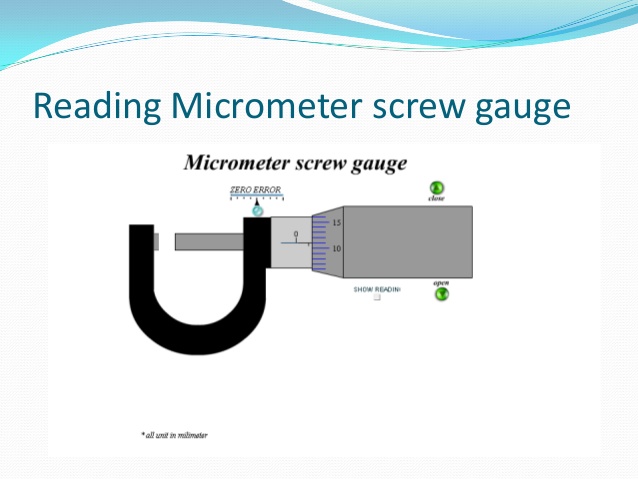 Reading Micrometer screw gauge
Micrometer screw gauge
ZERO ERROR
close
15
0
10
open
SHOW READIN
* all unit in milimeter